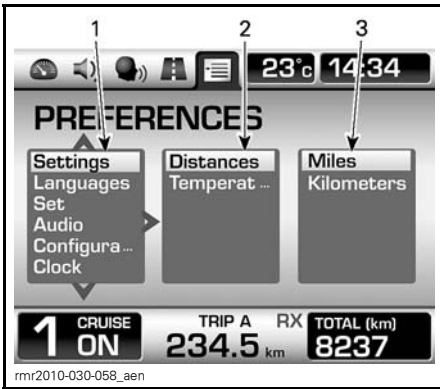 1 2 3
23°c 14:34
PREFERENCES
Settings Distances Miles
Languages Temperat ... Kilometers
Set
Audio
Configura ...
Clock
1 CRUISE ON
TRIP A 234.5 km
RX
TOTAL (km) 8237
rmr2010-030-058_aen